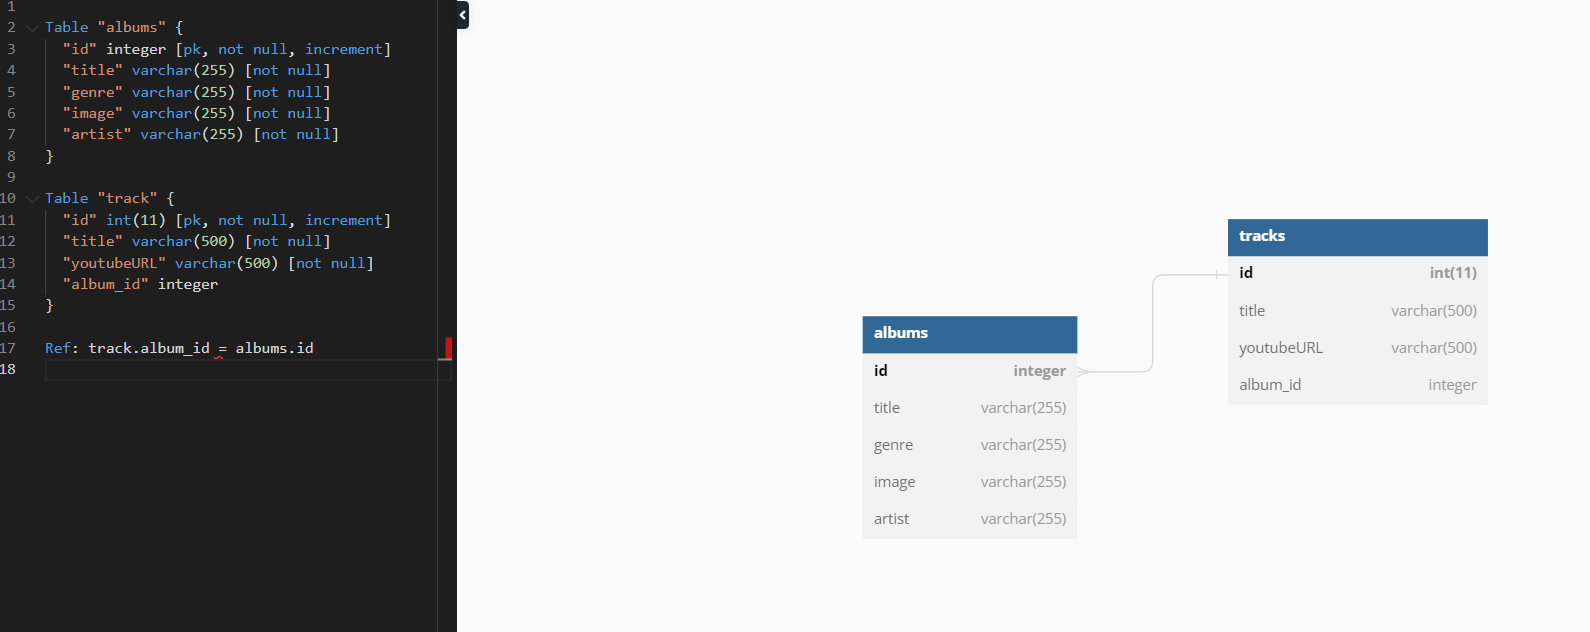 1
2 Table "albums" {
3 "id" integer [pk, not null, increment]
4 "title" varchar(255) [not null]
5 "genre" varchar(255) [not null]
6 "image" varchar(255) [not null]
7 "artist" varchar(255) [not null]
8 }
9
10 Table "track" {
11 "id" int(11) [pk, not null, increment]
12 "title" varchar(500) [not null]
13 "youtubeURL" varchar(500) [not null]
14 "album_id" integer
15 }
16
17 Ref: track.album_id = albums.id
18
albums
id integer
title varchar(255)
genre varchar(255)
image varchar(255)
artist varchar(255)
tracks
id int(11)
title varchar(500)
youtubeURL varchar(500)
album_id integer